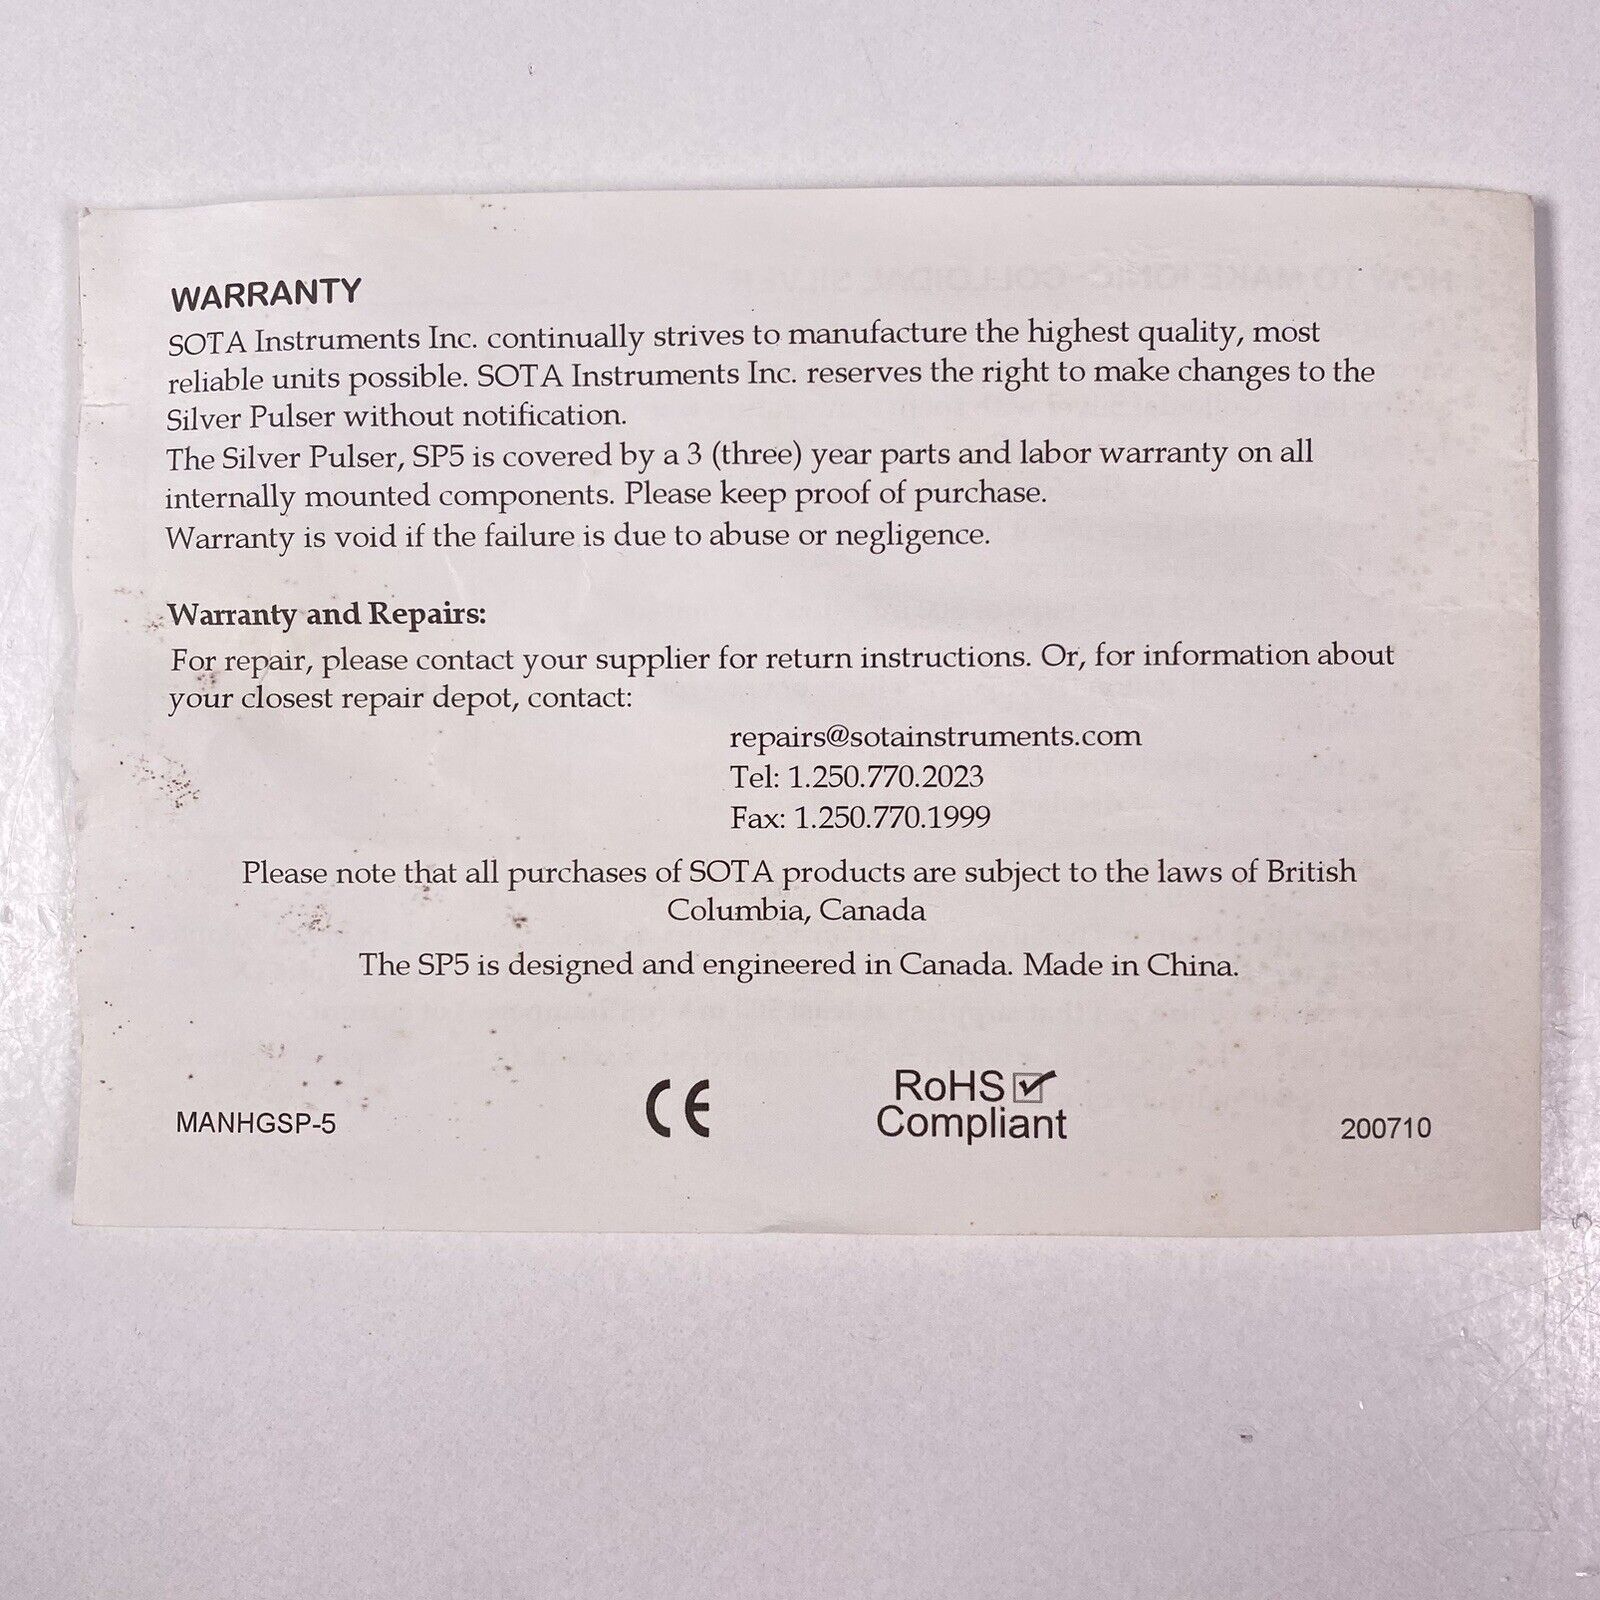 WARRANTY
SOTA Instruments Inc. continually strives to manufacture the highest quality, most
reliable units possible. SOTA Instruments Inc. reserves the right to make changes to the
Silver Pulser without notification.
The Silver Pulser, SP5 is covered by a 3 (three) year parts and labor warranty on all
internally mounted components. Please keep proof of purchase.
Warranty is void if the failure is due to abuse or negligence.
Warranty and Repairs:
For repair, please contact your supplier for return instructions. Or, for information about
your closest repair depot, contact:
repairs@sotainstruments.com
Tel: 1.250.770.2023
Fax: 1.250.770.1999
Please note that all purchases of SOTA products are subject to the laws of British
Columbia, Canada
The SP5 is designed and engineered in Canada. Made in China.
MANHGSP-5
CE
RoHS
Compliant
200710